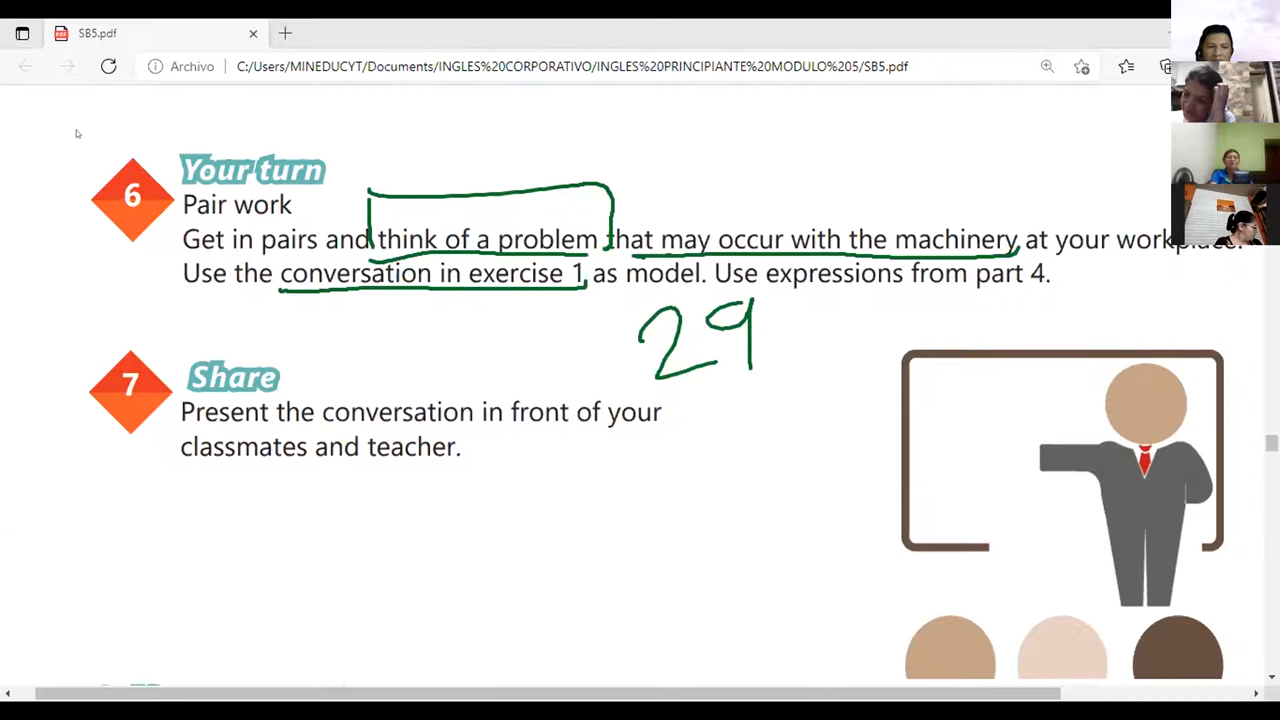 SB5.pdf
Archivo
C:/Users/MINEDUCYT/Documents/INGLES%20CORPORATIVO/INGLES%20PRINCIPIANTE%20MODULO%205/SB5.pdf
6
Your turn
Pair work
Get in pairs and think of a problem that may occur with the machinery at your workplace.
Use the conversation in exercise 1 as model. Use expressions from part 4.
29
7
Share
Present the conversation in front of your
classmates and teacher.